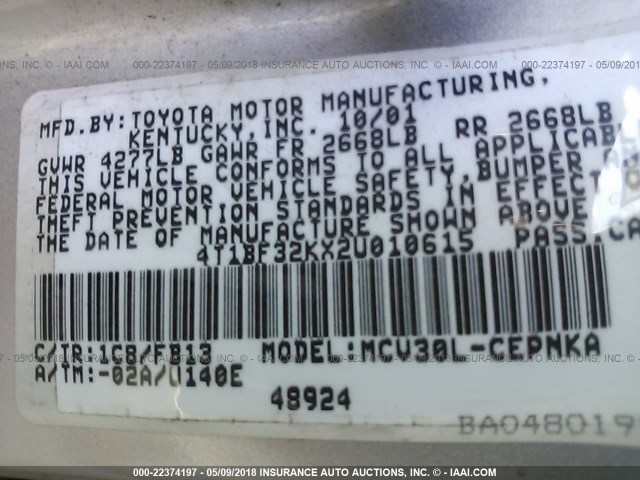 000-22374197 - 05/09/2018 INSURANCE AUTO AUCTIONS, INC. - © IAAI.COM
MFD.BY: TOYOTA MOTOR MANUFACTURING,
KENTUCKY, INC. 10/01
GVWR 4277LB GAWR FR 2668LB RR 2668LB
THIS VEHICLE CONFORMS TO ALL
FEDERAL MOTOR VEHICLE SAFETY, BUMPER
THEFT PREVENTION STANDARDS IN EFFECT
THE DATE OF MANUFACTURE SHOWN ABOVE.
4T1BF32KX2U010615 PASS.CA
C/TR:1C8/FB13 MODEL:MCV30L-CEPNKA
A/TM:-02A/U140E
48924
BA048019
000-22374197 - 05/09/2018 INSURANCE AUTO AUCTIONS, INC. - © IAAI.COM